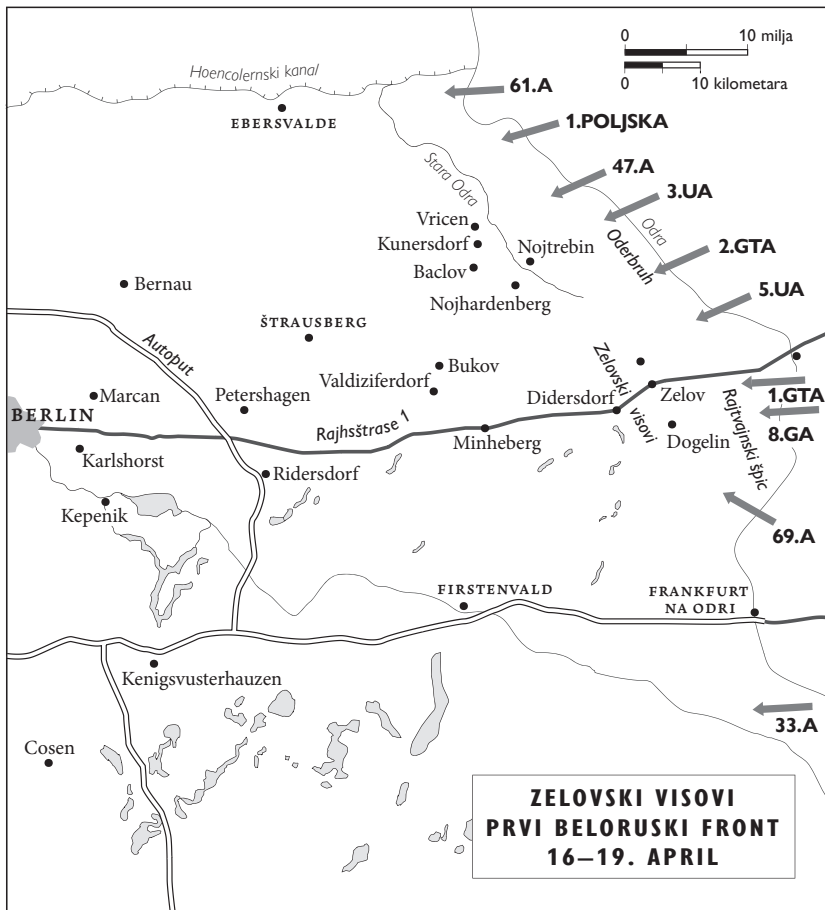 0 10 milja
0 10 kilometara
Hoencolernski kanal
61.A
EBERSVALDE
1.POLJSKA
Stara Odra
47.A
3.UA
Vricen
Kunersdorf
Nojtrebin
Oderbruh
Odra
2.GTA
Baclov
Bernau
Nojhardenberg
5.UA
Autoput
ŠTRAUSBERG
Bukov
Zelovski visovi
Valdiziferdorf
Didersdorf
Zelov
1.GTA
Marcan
Petershagen
BERLIN
Rajhsštrase 1
Minheberg
Dogelin
Rajtvajnski špic
8.GA
Karlshorst
Ridersdorf
Kepenik
69.A
FIRSTENVALD
FRANKFURT
NA ODRI
Kenigsvusterhauzen
33.A
Cosen
ZELOVSKI VISOVI
PRVI BELORUSKI FRONT
16–19. APRIL